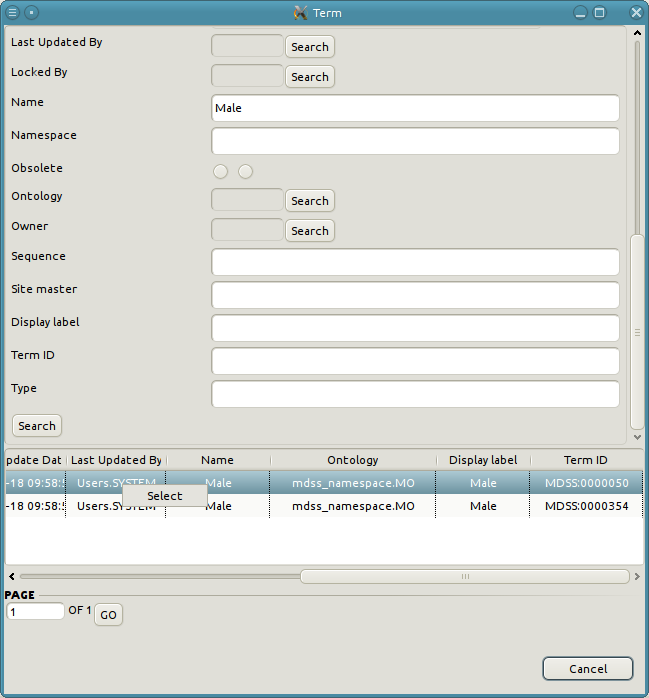 Term
Last Updated By Search
Locked By Search
Name Male
Namespace
Obsolete
Ontology Search
Owner Search
Sequence
Site master
Display label
Term ID
Type
Search
pdate Dat Last Updated By Name Ontology Display label Term ID
-18 09:58: Users.SYSTEM Male mdss_namespace.MO Male MDSS:0000050
Select
-18 09:58: Users.SYSTEM Male mdss_namespace.MO Male MDSS:0000354
PAGE
1 OF 1 GO
Cancel